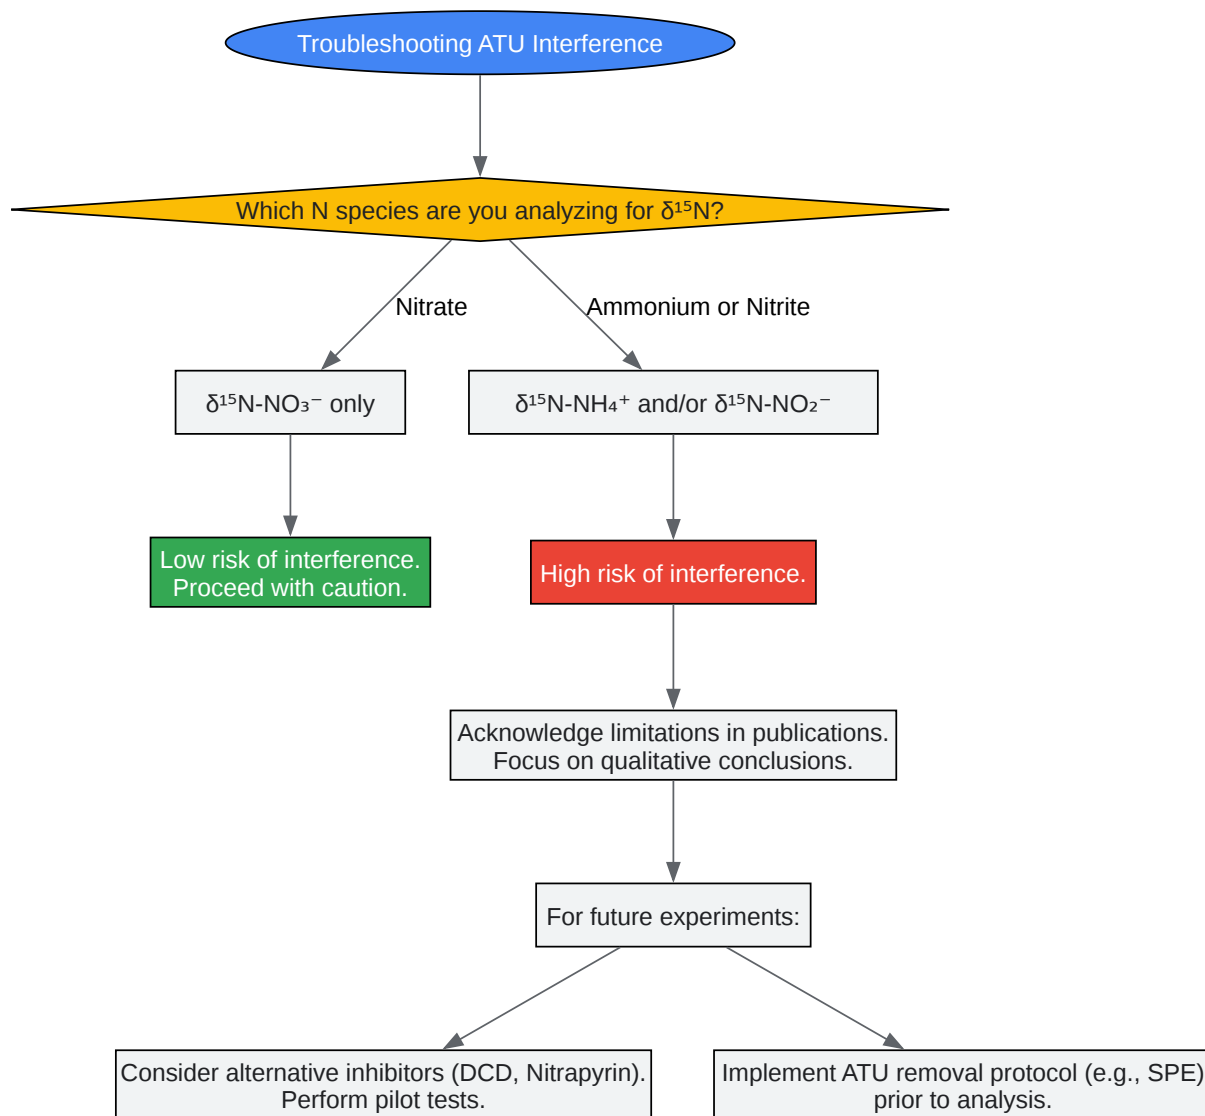 Troubleshooting ATU Interference
Which N species are you analyzing for δ¹⁵N?
Nitrate
Ammonium or Nitrite
δ¹⁵N-NO₃⁻ only
δ¹⁵N-NH₄⁺ and/or δ¹⁵N-NO₂⁻
Low risk of interference.
Proceed with caution.
High risk of interference.
Acknowledge limitations in publications.
Focus on qualitative conclusions.
For future experiments:
Consider alternative inhibitors (DCD, Nitrapyrin).
Perform pilot tests.
Implement ATU removal protocol (e.g., SPE)
prior to analysis.